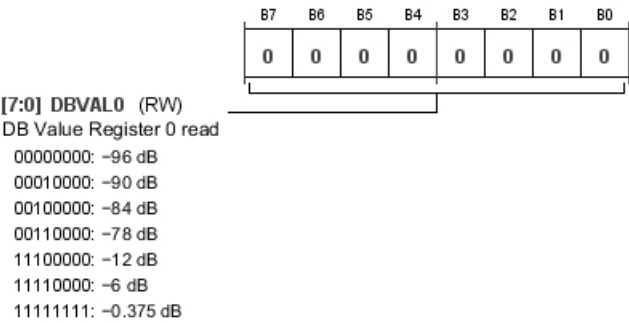 B7 B6 B5 B4 B3 B2 B1 B0
0 0 0 0 0 0 0 0
[7:0] DBVAL0 (RW)
DB Value Register 0 read
00000000: −96 dB
00010000: −90 dB
00100000: −84 dB
00110000: −78 dB
11100000: −12 dB
11110000: −6 dB
11111111: −0.375 dB